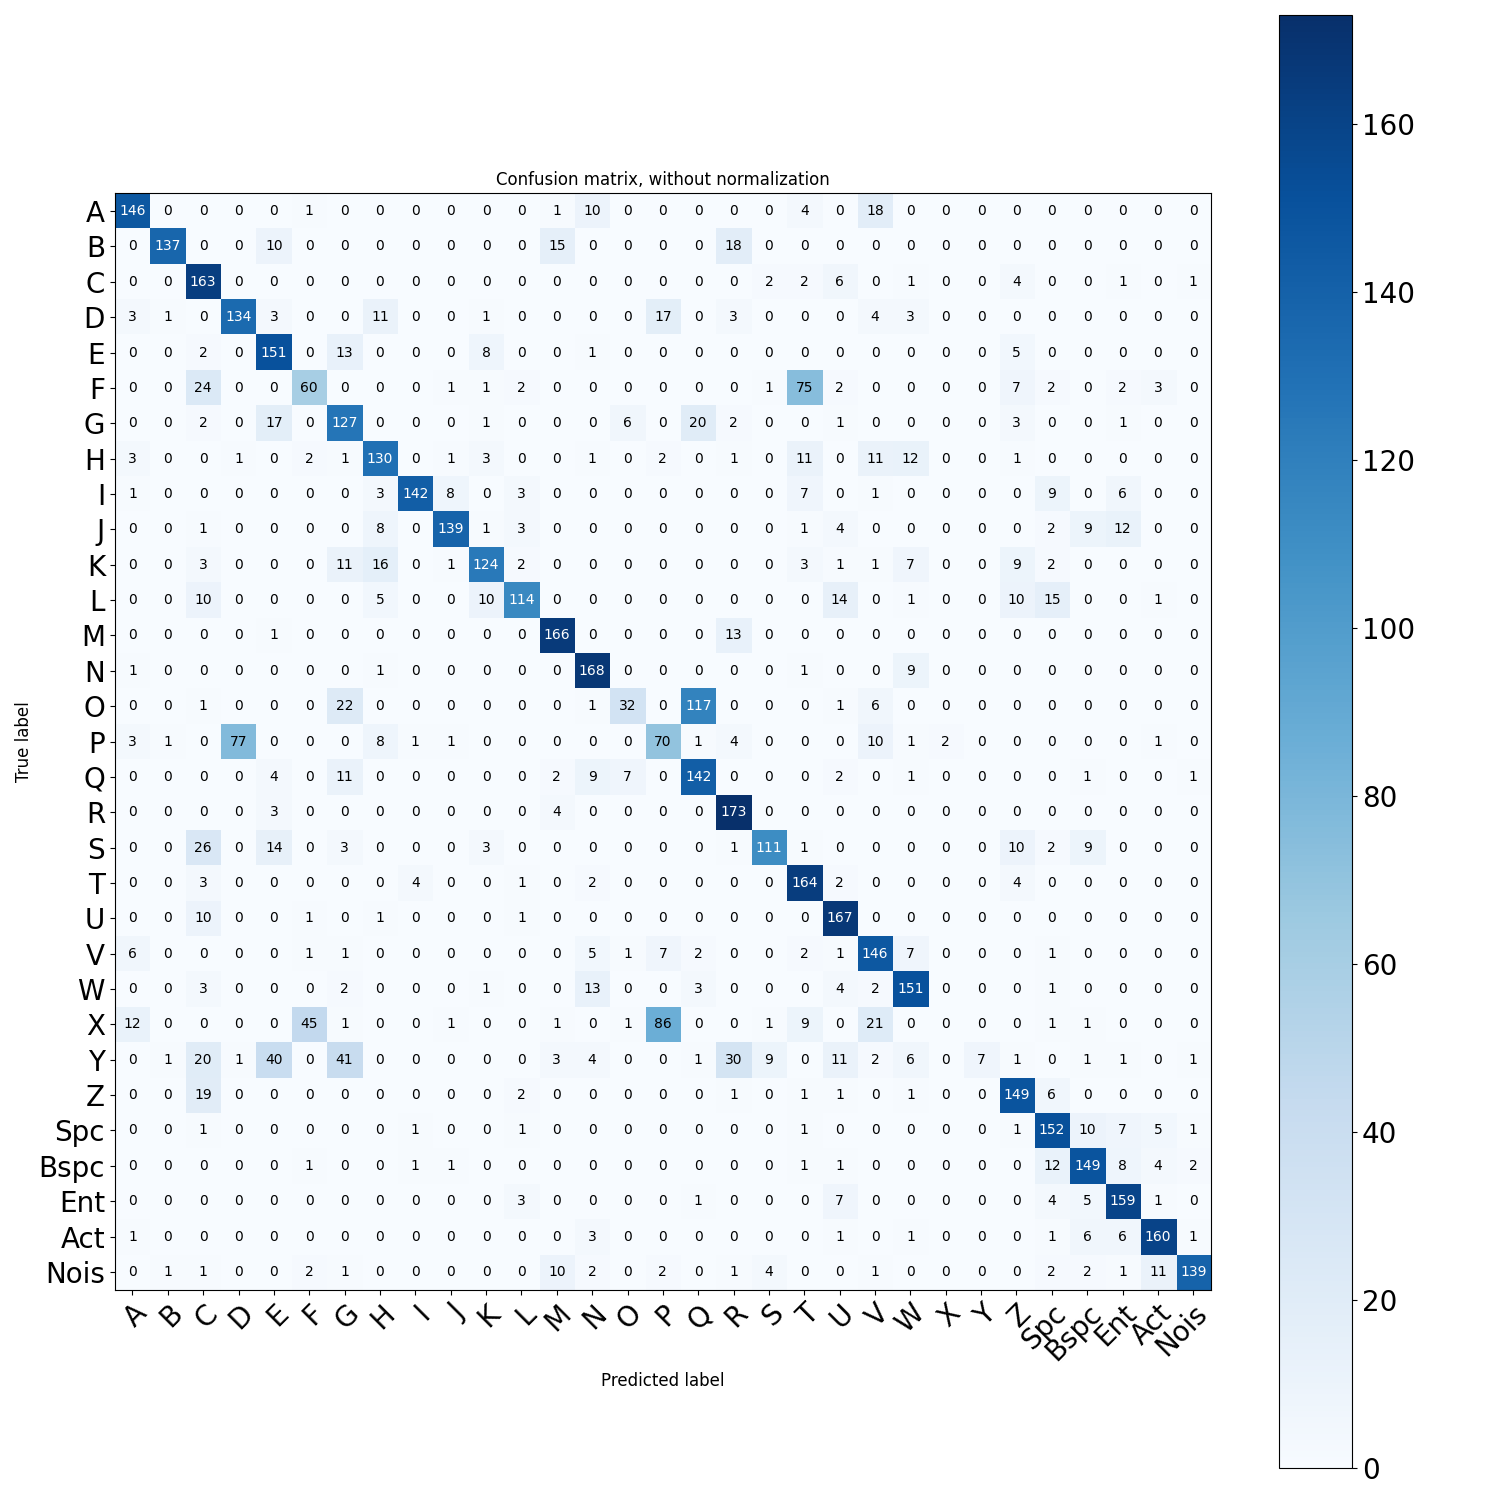 Confusion matrix, without normalization
A 146 0 0 0 0 1 0 0 0 0 0 0 1 10 0 0 0 0 0 4 0 18 0 0 0 0 0 0 0 0 0
B 0 137 0 0 10 0 0 0 0 0 0 0 15 0 0 0 0 18 0 0 0 0 0 0 0 0 0 0 0 0 0
C 0 0 163 0 0 0 0 0 0 0 0 0 0 0 0 0 0 0 2 2 6 0 1 0 0 4 0 0 1 0 1
D 3 1 0 134 3 0 0 11 0 0 1 0 0 0 0 17 0 3 0 0 0 4 3 0 0 0 0 0 0 0 0
E 0 0 2 0 151 0 13 0 0 0 8 0 0 1 0 0 0 0 0 0 0 0 0 0 0 5 0 0 0 0 0
F 0 0 24 0 0 60 0 0 0 1 1 2 0 0 0 0 0 0 1 75 2 0 0 0 0 7 2 0 2 3 0
G 0 0 2 0 17 0 127 0 0 0 1 0 0 0 6 0 20 2 0 0 1 0 0 0 0 3 0 0 1 0 0
H 3 0 0 1 0 2 1 130 0 1 3 0 0 1 0 2 0 1 0 11 0 11 12 0 0 1 0 0 0 0 0
I 1 0 0 0 0 0 0 3 142 8 0 3 0 0 0 0 0 0 0 7 0 1 0 0 0 0 9 0 6 0 0
J 0 0 1 0 0 0 0 8 0 139 1 3 0 0 0 0 0 0 0 1 4 0 0 0 0 0 2 9 12 0 0
K 0 0 3 0 0 0 11 16 0 1 124 2 0 0 0 0 0 0 0 3 1 1 7 0 0 9 2 0 0 0 0
L 0 0 10 0 0 0 0 5 0 0 10 114 0 0 0 0 0 0 0 0 14 0 1 0 0 10 15 0 0 1 0
M 0 0 0 0 1 0 0 0 0 0 0 0 166 0 0 0 0 13 0 0 0 0 0 0 0 0 0 0 0 0 0
N 1 0 0 0 0 0 0 1 0 0 0 0 0 168 0 0 0 0 0 1 0 0 9 0 0 0 0 0 0 0 0
O 0 0 1 0 0 0 22 0 0 0 0 0 0 1 32 0 117 0 0 0 1 6 0 0 0 0 0 0 0 0 0
P 3 1 0 77 0 0 0 8 1 1 0 0 0 0 0 70 1 4 0 0 0 10 1 2 0 0 0 0 0 1 0
Q 0 0 0 0 4 0 11 0 0 0 0 0 2 9 7 0 142 0 0 0 2 0 1 0 0 0 0 1 0 0 1
R 0 0 0 0 3 0 0 0 0 0 0 0 4 0 0 0 0 173 0 0 0 0 0 0 0 0 0 0 0 0 0
S 0 0 26 0 14 0 3 0 0 0 3 0 0 0 0 0 0 1 111 1 0 0 0 0 0 10 2 9 0 0 0
T 0 0 3 0 0 0 0 0 4 0 0 1 0 2 0 0 0 0 0 164 2 0 0 0 0 4 0 0 0 0 0
U 0 0 10 0 0 1 0 1 0 0 0 1 0 0 0 0 0 0 0 0 167 0 0 0 0 0 0 0 0 0 0
V 6 0 0 0 0 1 1 0 0 0 0 0 0 5 1 7 2 0 0 2 1 146 7 0 0 0 1 0 0 0 0
W 0 0 3 0 0 0 2 0 0 0 1 0 0 13 0 0 3 0 0 0 4 2 151 0 0 0 1 0 0 0 0
X 12 0 0 0 0 45 1 0 0 1 0 0 1 0 1 86 0 0 1 9 0 21 0 0 0 0 1 1 0 0 0
Y 0 1 20 1 40 0 41 0 0 0 0 0 3 4 0 0 1 30 9 0 11 2 6 0 7 1 0 1 1 0 1
Z 0 0 19 0 0 0 0 0 0 0 0 2 0 0 0 0 0 1 0 1 1 0 1 0 0 149 6 0 0 0 0
Spc 0 0 1 0 0 0 0 0 1 0 0 1 0 0 0 0 0 0 0 1 0 0 0 0 0 1 152 10 7 5 1
Bspc 0 0 0 0 0 1 0 0 1 1 0 0 0 0 0 0 0 0 0 1 1 0 0 0 0 0 12 149 8 4 2
Ent 0 0 0 0 0 0 0 0 0 0 0 3 0 0 0 0 1 0 0 0 7 0 0 0 0 0 4 5 159 1 0
Act 1 0 0 0 0 0 0 0 0 0 0 0 0 3 0 0 0 0 0 0 1 0 1 0 0 0 1 6 6 160 1
Nois 0 1 1 0 0 2 1 0 0 0 0 0 10 2 0 2 0 1 4 0 0 1 0 0 0 0 2 2 1 11 139
A B C D E F G H I J K L M N O P Q R S T U V W X Y Z Spc Bspc Ent Act Nois
Predicted label
True label
160
140
120
100
80
60
40
20
0